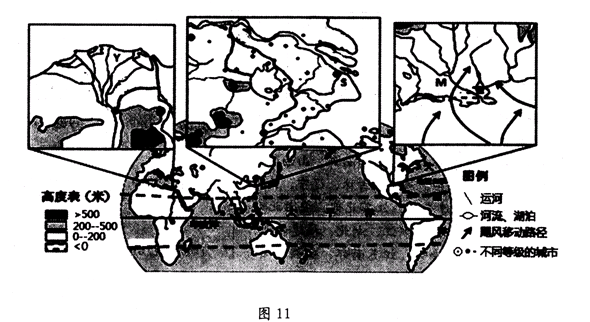 Y
S
M
高度表（米）
>500
200--500
0--200
<0
图例
运河
河流、湖泊
飓风移动路径
不同等级的城市
图 11